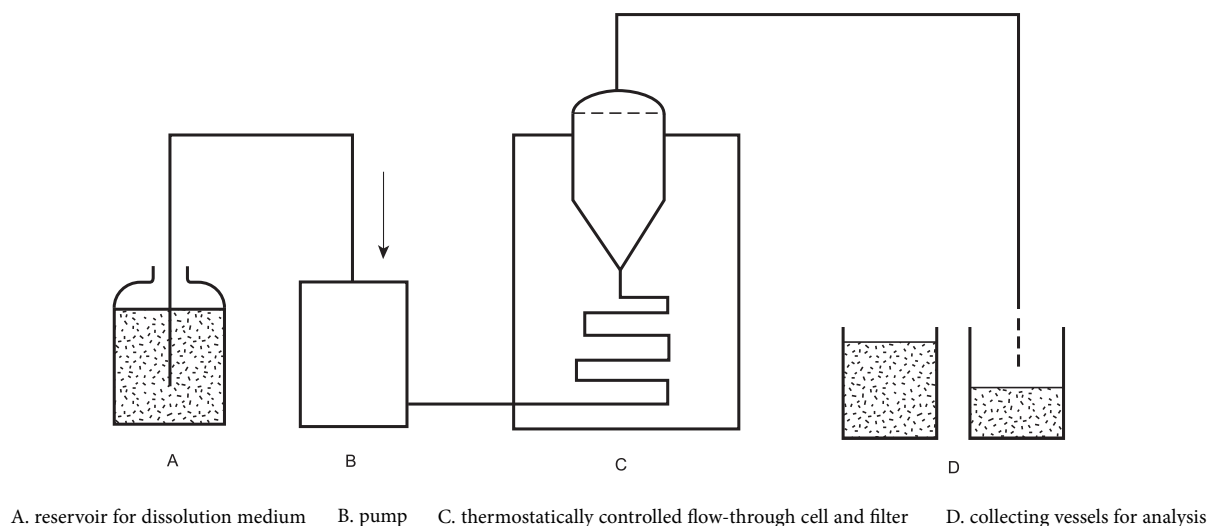 A B C D
A. reservoir for dissolution medium B. pump C. thermostatically controlled flow-through cell and filter D. collecting vessels for analysis